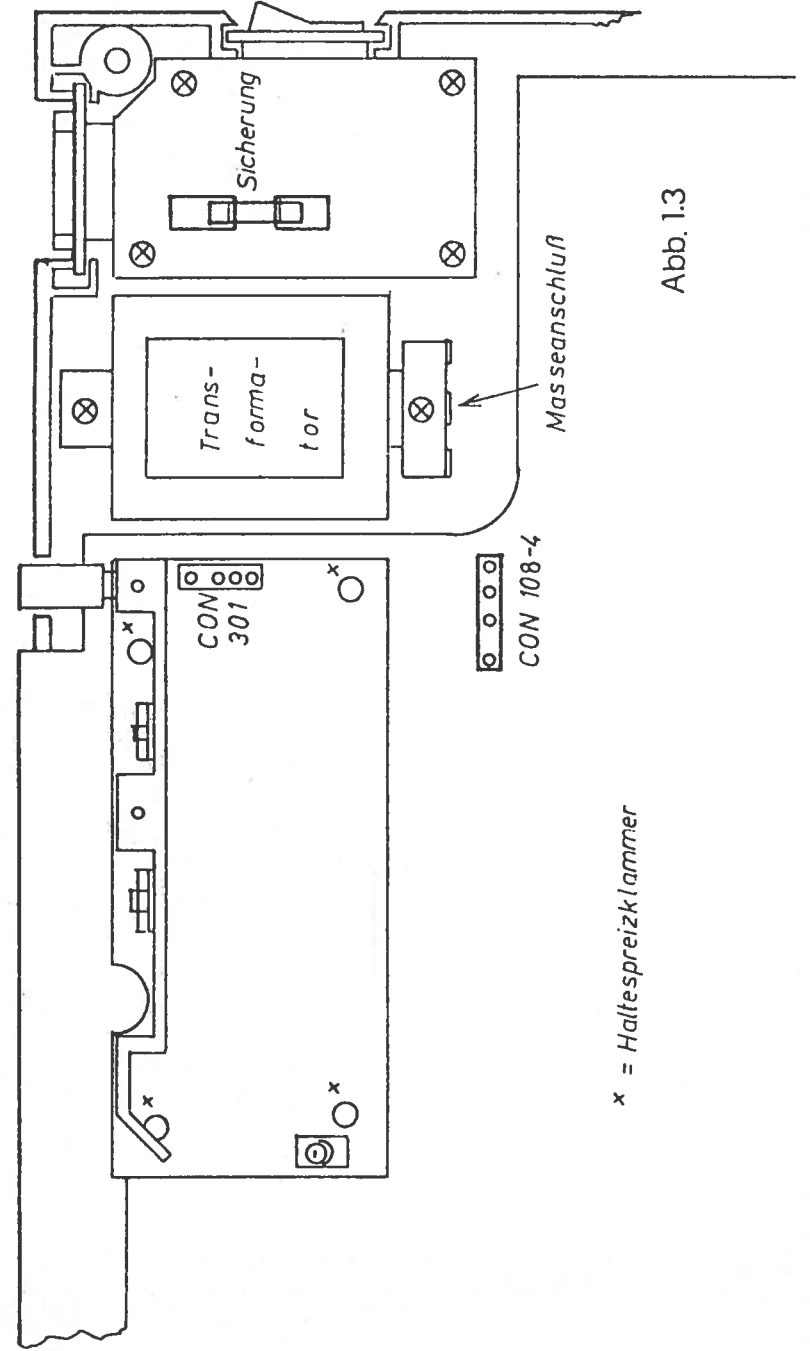 x
x
Sicherung
Trans-
forma-
tor
CON
301
x
x
CON 108-4
Masseanschluß
x = Haltespreizklammer
Abb. 1.3